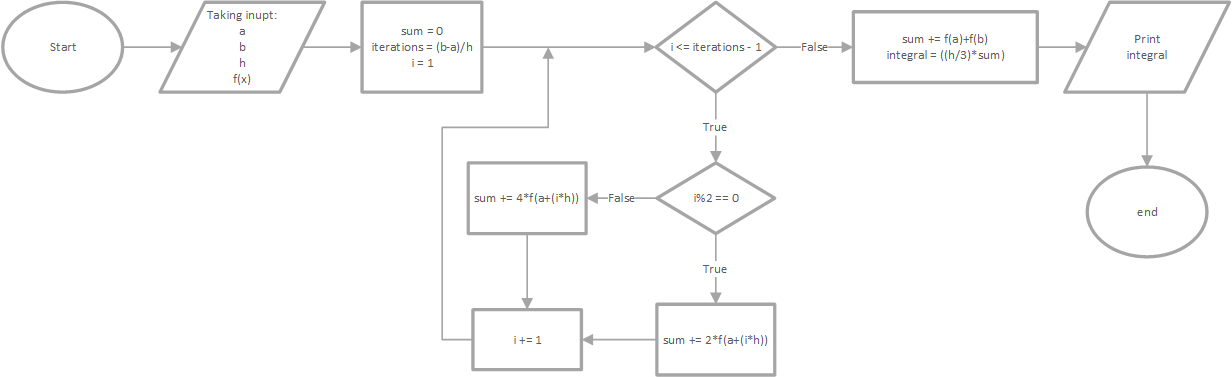 Start
Taking inupt:
a
b
h
f(x)
sum = 0
iterations = (b-a)/h
i = 1
i <= iterations - 1
False
sum += f(a)+f(b)
integral = ((h/3)*sum)
Print
integral
True
sum += 4*f(a+(i*h))
False
i%2 == 0
end
True
i += 1
sum += 2*f(a+(i*h))